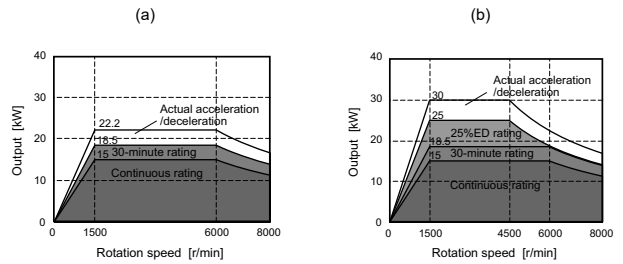 (a)
(b)
40
30
20
10
0
Output [kW]
22.2
18.5
15
Actual acceleration
/deceleration
30-minute rating
Continuous rating
0
1500
6000
8000
Rotation speed [r/min]
40
30
20
10
0
Output [kW]
30
25
18.5
15
Actual acceleration
/deceleration
25%ED rating
30-minute rating
Continuous rating
0
1500
4500
6000
8000
Rotation speed [r/min]